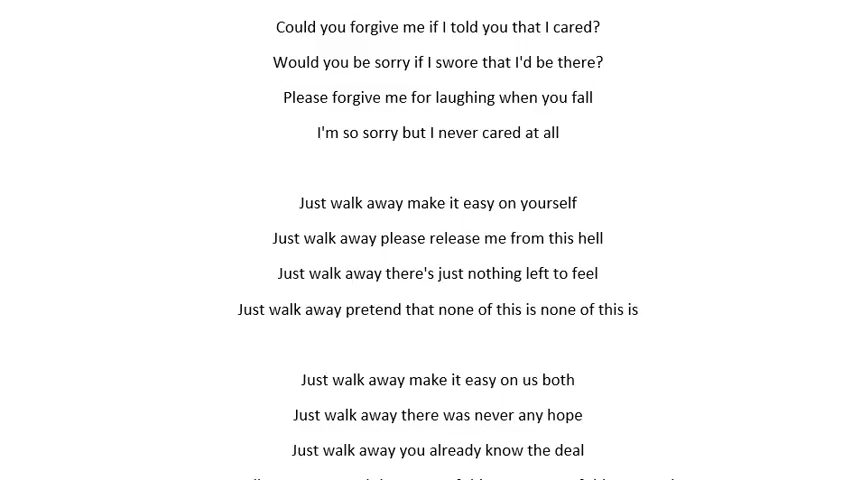 Could you forgive me if I told you that I cared?
Would you be sorry if I swore that I'd be there?
Please forgive me for laughing when you fall
I'm so sorry but I never cared at all
Just walk away make it easy on yourself
Just walk away please release me from this hell
Just walk away there's just nothing left to feel
Just walk away pretend that none of this is none of this is
Just walk away make it easy on us both
Just walk away there was never any hope
Just walk away you already know the deal